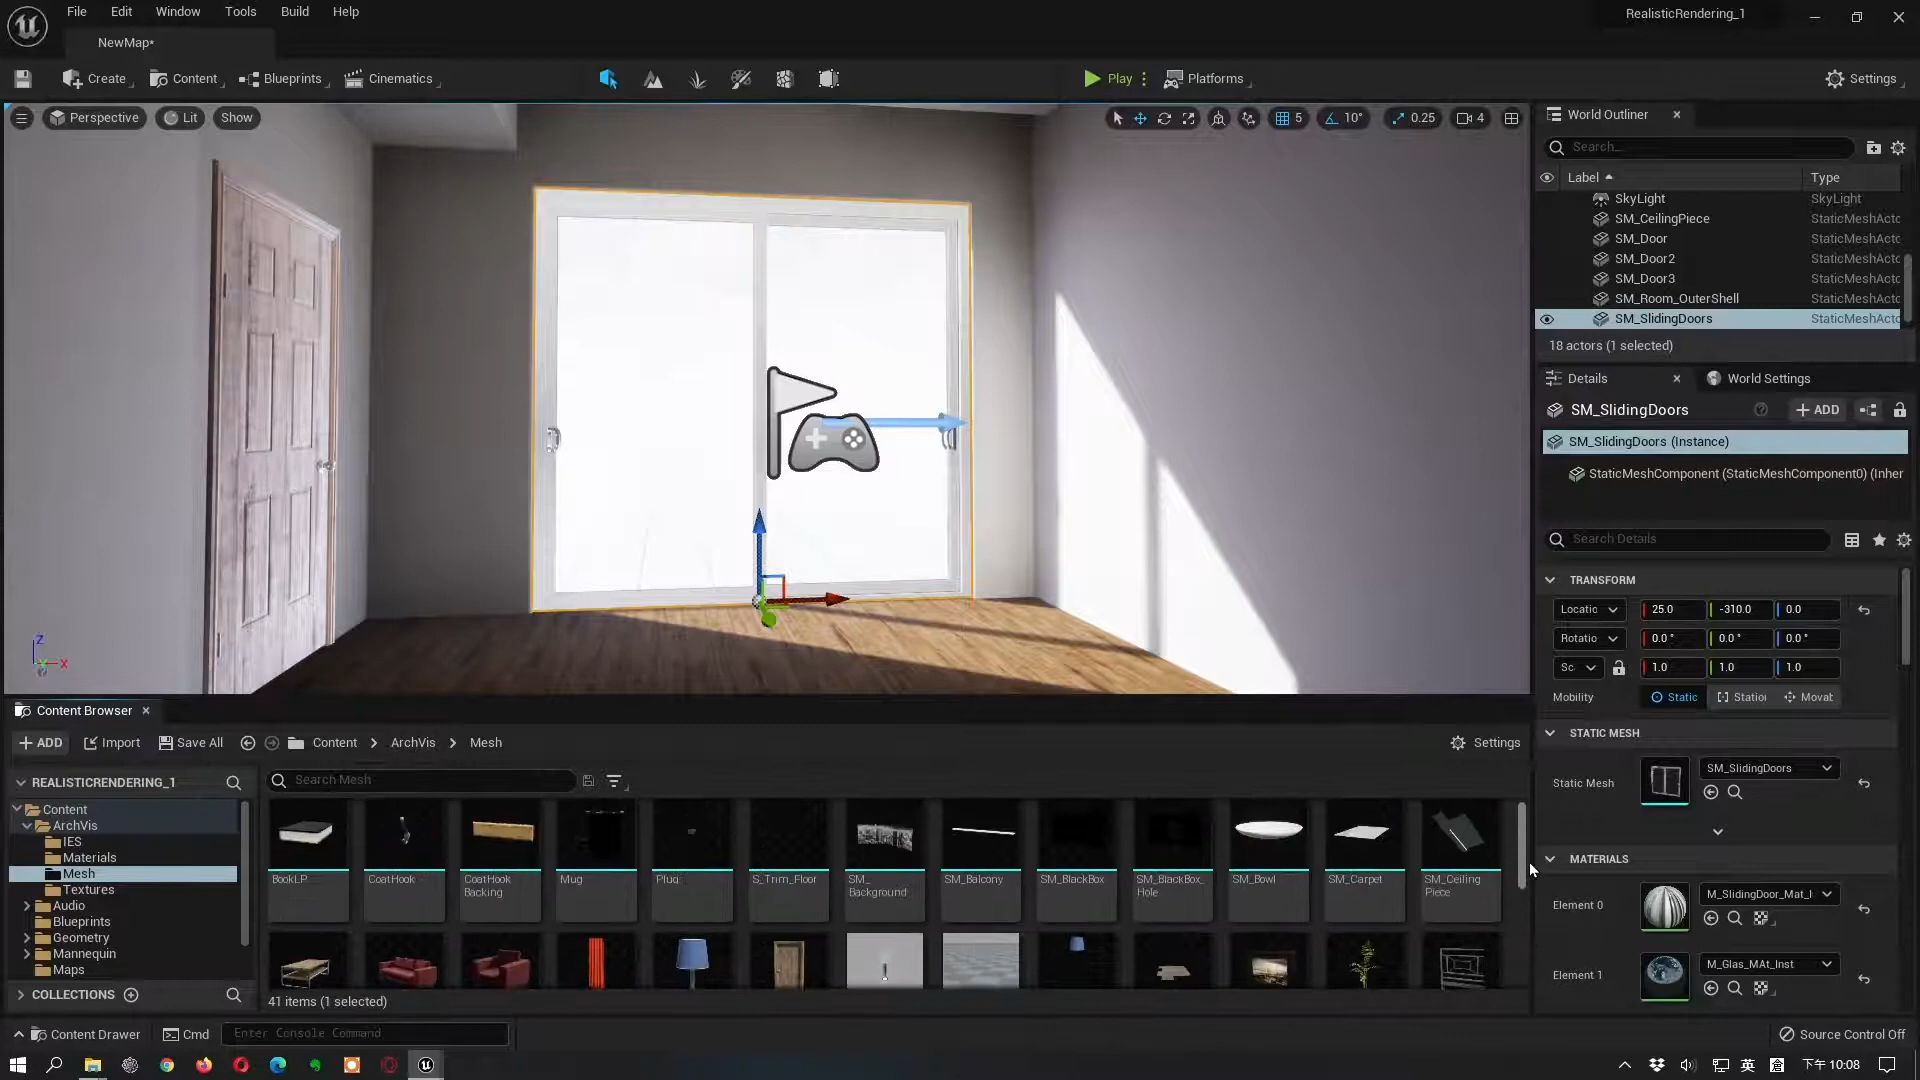 File Edit Window Tools Build Help
RealisticRendering_1
NewMap*
Create Content Blueprints Cinematics
Play Platforms
Settings
Perspective Lit Show
5 10° 0.25 4
World Outliner
Search...
Label Type
SkyLight SkyLight
SM_CeilingPiece StaticMeshActo
SM_Door StaticMeshActo
SM_Door2 StaticMeshActo
SM_Door3 StaticMeshActo
SM_Room_OuterShell StaticMeshActo
SM_SlidingDoors StaticMeshActo
18 actors (1 selected)
Details World Settings
SM_SlidingDoors ADD
SM_SlidingDoors (Instance)
StaticMeshComponent (StaticMeshComponent0) (Inher
Search Details
TRANSFORM
Locatic 25.0 -310.0 0.0
Rotatio 0.0 ° 0.0 ° 0.0 °
Sc 1.0 1.0 1.0
Mobility Static Statio Movat
STATIC MESH
Static Mesh SM_SlidingDoors
MATERIALS
Element 0 M_SlidingDoor_Mat_I
Element 1 M_Glas_MAt_Inst
Z
X
Content Browser
ADD Import Save All Content ArchVis Mesh Settings
REALISTICRENDERING_1
Search Mesh
Content
ArchVis
IES
Materials
Mesh
Textures
Audio
Blueprints
Geometry
Mannequin
Maps
COLLECTIONS
BookLP
CoatHook
CoatHook
Backing
Mug
Plug
S_Trim_Floor
SM_
Background
SM_Balcony
SM_BlackBox
SM_BlackBox_
Hole
SM_Bowl
SM_Carpet
SM_Ceiling
Piece
41 items (1 selected)
Content Drawer Cmd Enter Console Command
Source Control Off
英 下午 10:08